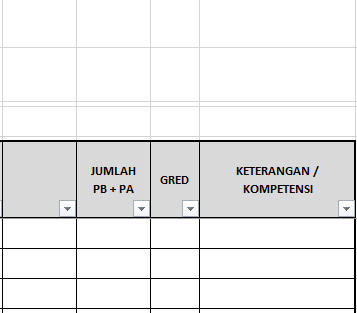 JUMLAH
PB + PA
GRED
KETERANGAN /
KOMPETENSI